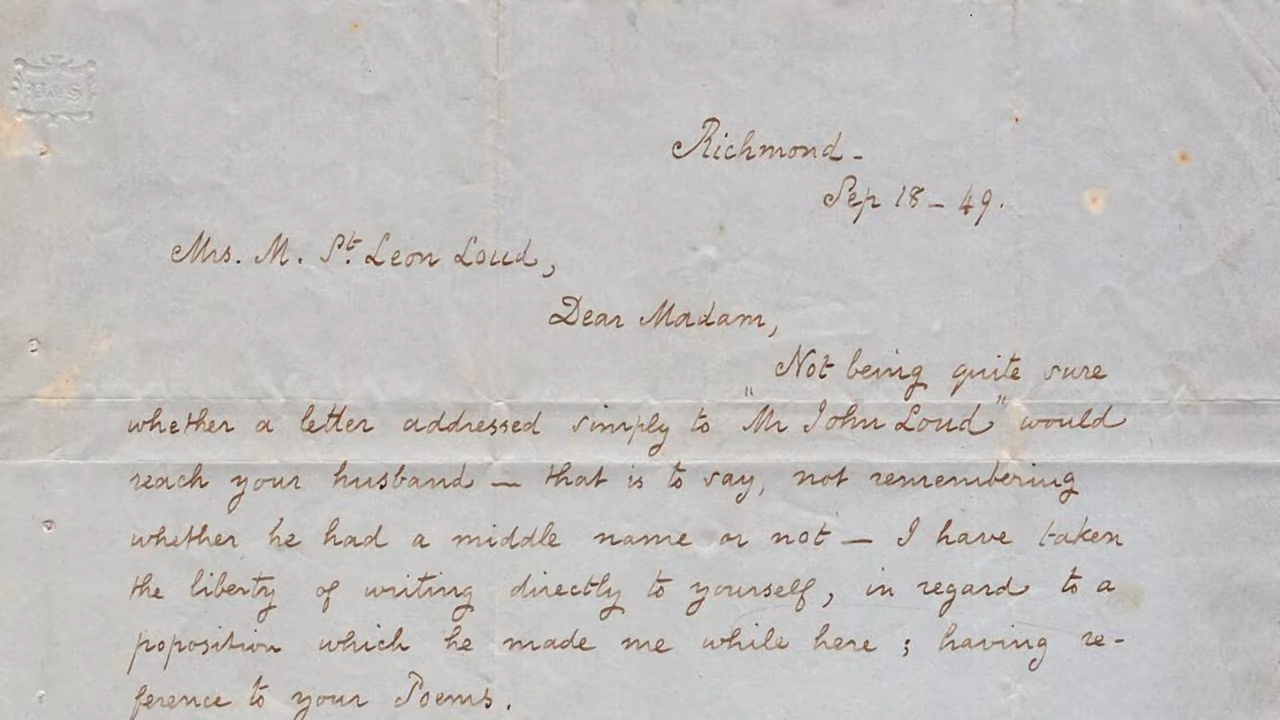 Richmond -
Sep 18 - 49.
Mrs. M. St. Leon Loud,
Dear Madam,
Not being quite sure
whether a letter addressed simply to "Mr John Loud" would
reach your husband — that is to say, not remembering
whether he had a middle name or not — I have taken
the liberty of writing directly to yourself, in regard to a
poposition which he made me while here ; having re-
ference to your Poems.